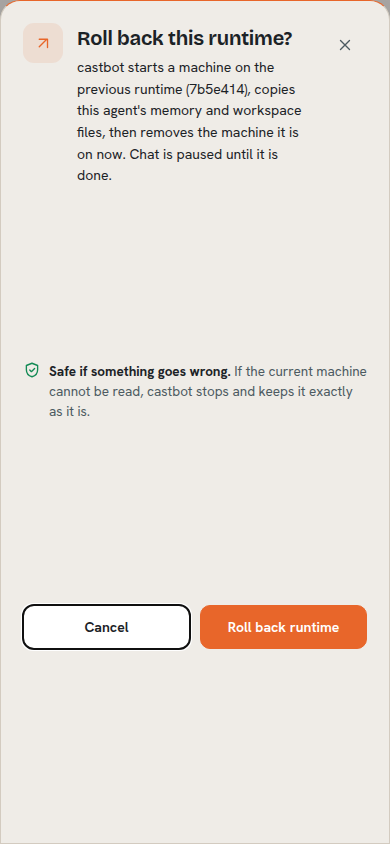 Roll back this runtime?
castbot starts a machine on the
previous runtime (7b5e414), copies
this agent's memory and workspace
files, then removes the machine it is
on now. Chat is paused until it is
done.
Safe if something goes wrong. If the current machine
cannot be read, castbot stops and keeps it exactly
as it is.
Cancel
Roll back runtime